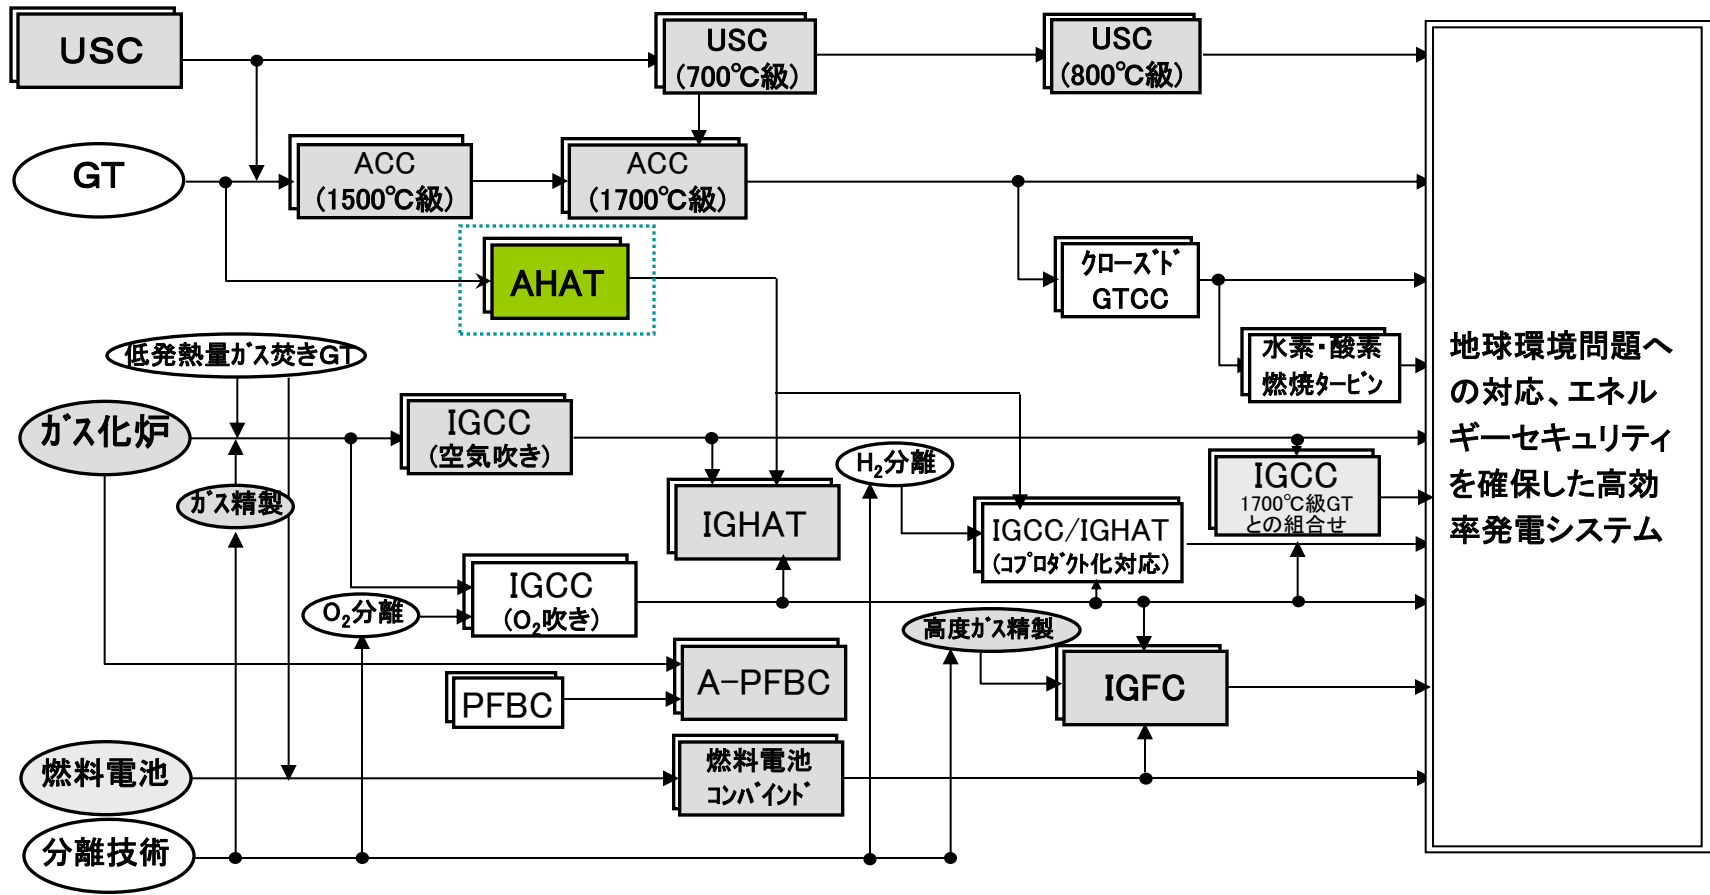 USC
USC
(700℃級)
USC
(800℃級)
GT
ACC
(1500℃級)
ACC
(1700℃級)
AHAT
クローズド
GTCC
水素・酸素
燃焼タービン
低発熱量ガス焚きGT
ガス化炉
IGCC
(空気吹き)
ガス精製
IGHAT
H₂分離
IGCC/IGHAT
(コプロダクト化対応)
IGCC
1700℃級GT
との組合せ
O₂分離
IGCC
(O₂吹き)
高度ガス精製
A-PFBC
PFBC
IGFC
燃料電池
燃料電池
コンバインド
分離技術
地球環境問題へ
の対応、エネル
ギーセキュリティ
を確保した高効
率発電システム